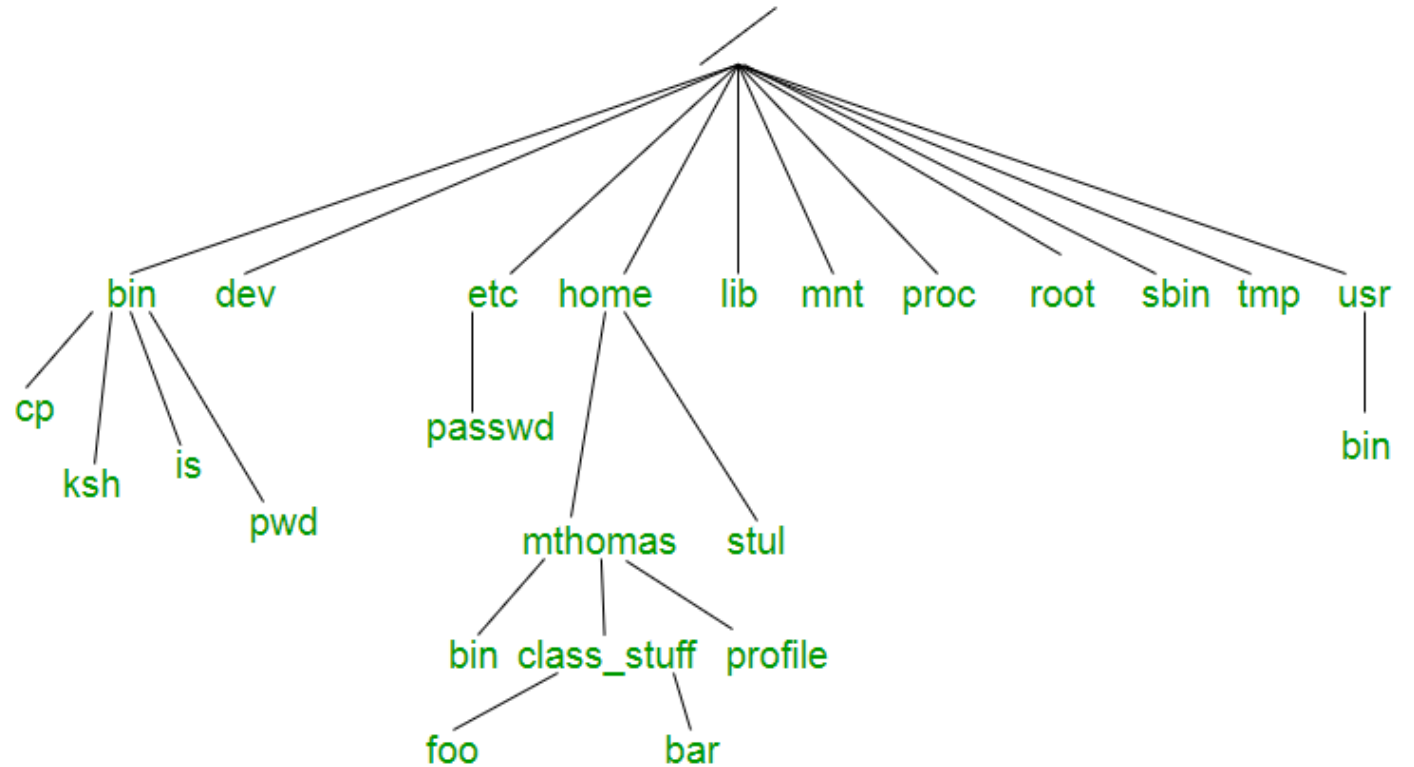 /
bin dev etc home lib mnt proc root sbin tmp usr
cp
passwd
bin
is
ksh
pwd
mthomas stul
bin class_stuff profile
foo bar